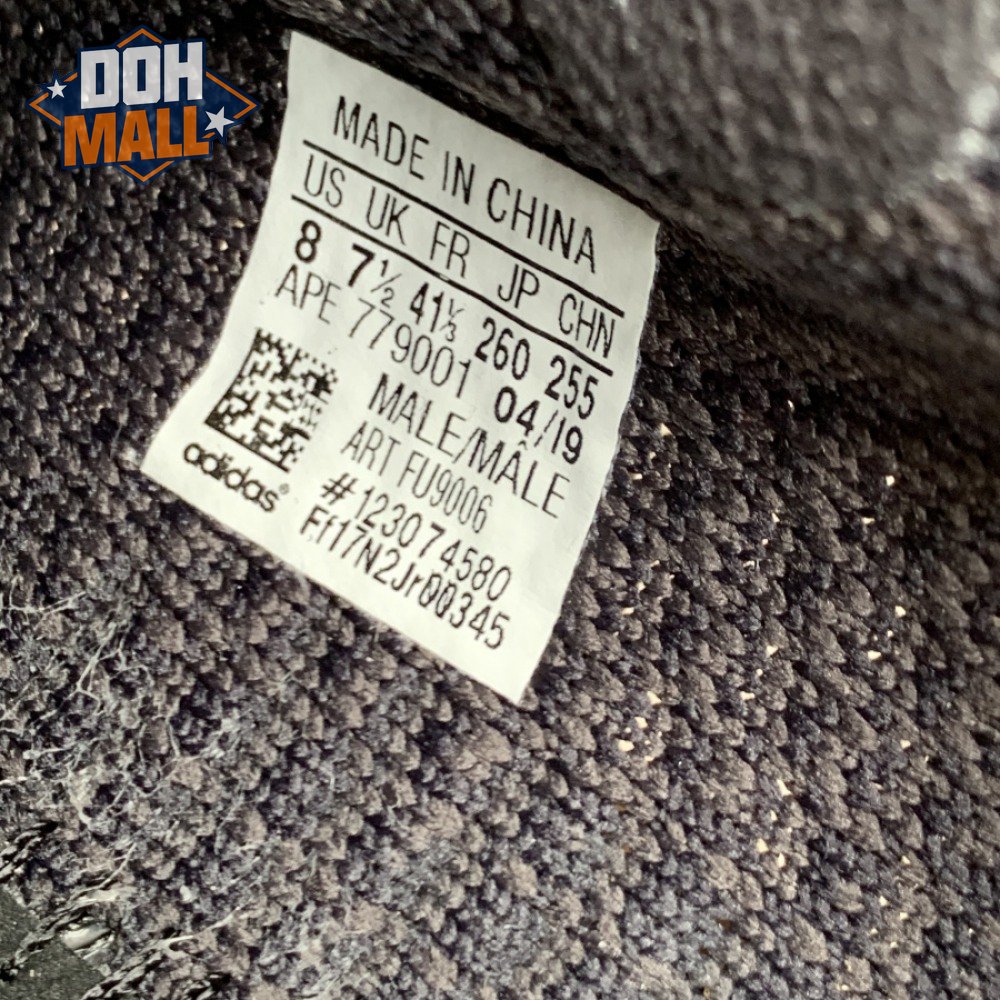 DOH
MALL
MADE IN CHINA
US UK FR JP CHN
8 7½ 41⅓ 260 255
APE 779001 04/19
MALE/MÂLE
ART FU9006
adidas®
#123074580
Ff17N2Jr00345